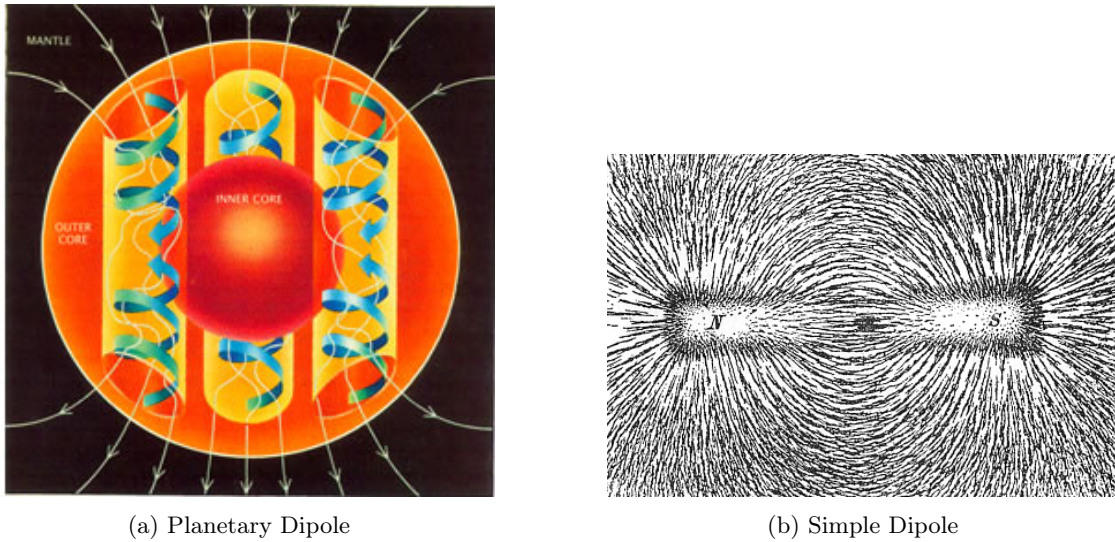 MANTLE
INNER CORE
OUTER
CORE
N
S
(a) Planetary Dipole
(b) Simple Dipole